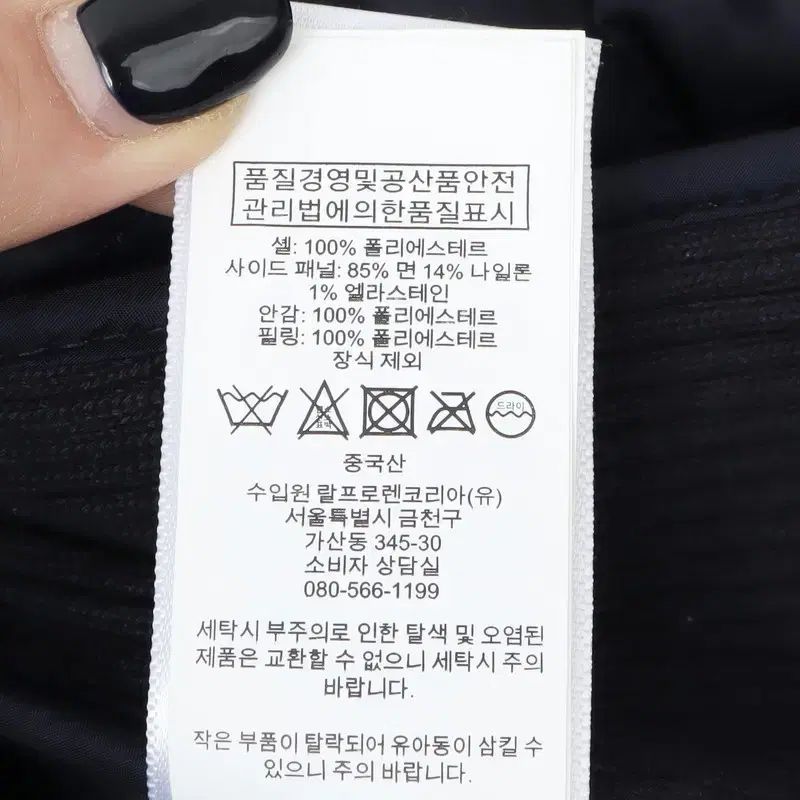 품질경영및공산품안전
관리법에의한품질표시
셸: 100% 폴리에스테르
사이드 패널: 85% 면 14% 나일론
1% 엘라스테인
안감: 100% 폴리에스테르
필링: 100% 폴리에스테르
장식 제외
드라이
중국산
수입원 랄프로렌코리아(유)
서울특별시 금천구
가산동 345-30
소비자 상담실
080-566-1199
세탁시 부주의로 인한 탈색 및 오염된
제품은 교환할 수 없으니 세탁시 주의
바랍니다.
작은 부품이 탈락되어 유아동이 삼킬 수
있으니 주의 바랍니다.